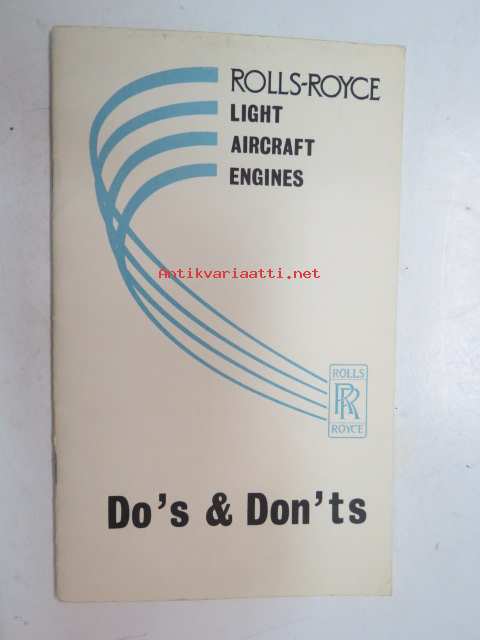 ROLLS-ROYCE
LIGHT
AIRCRAFT
ENGINES
Antikvariaatti.net
ROLLS
RR
ROYCE
Do's & Don'ts